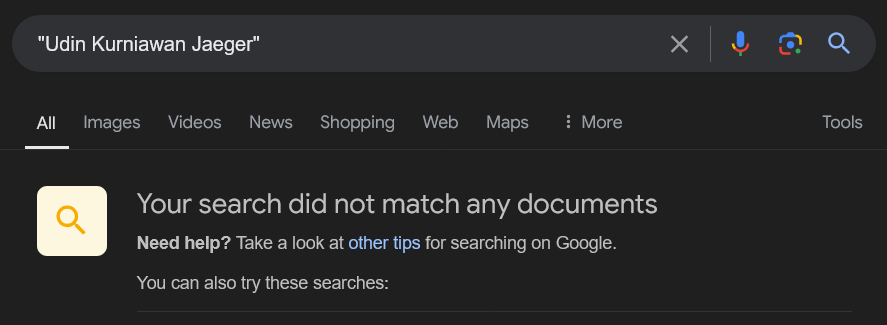 "Udin Kurniawan Jaeger"
All Images Videos News Shopping Web Maps More Tools
Your search did not match any documents
Need help? Take a look at other tips for searching on Google.
You can also try these searches: